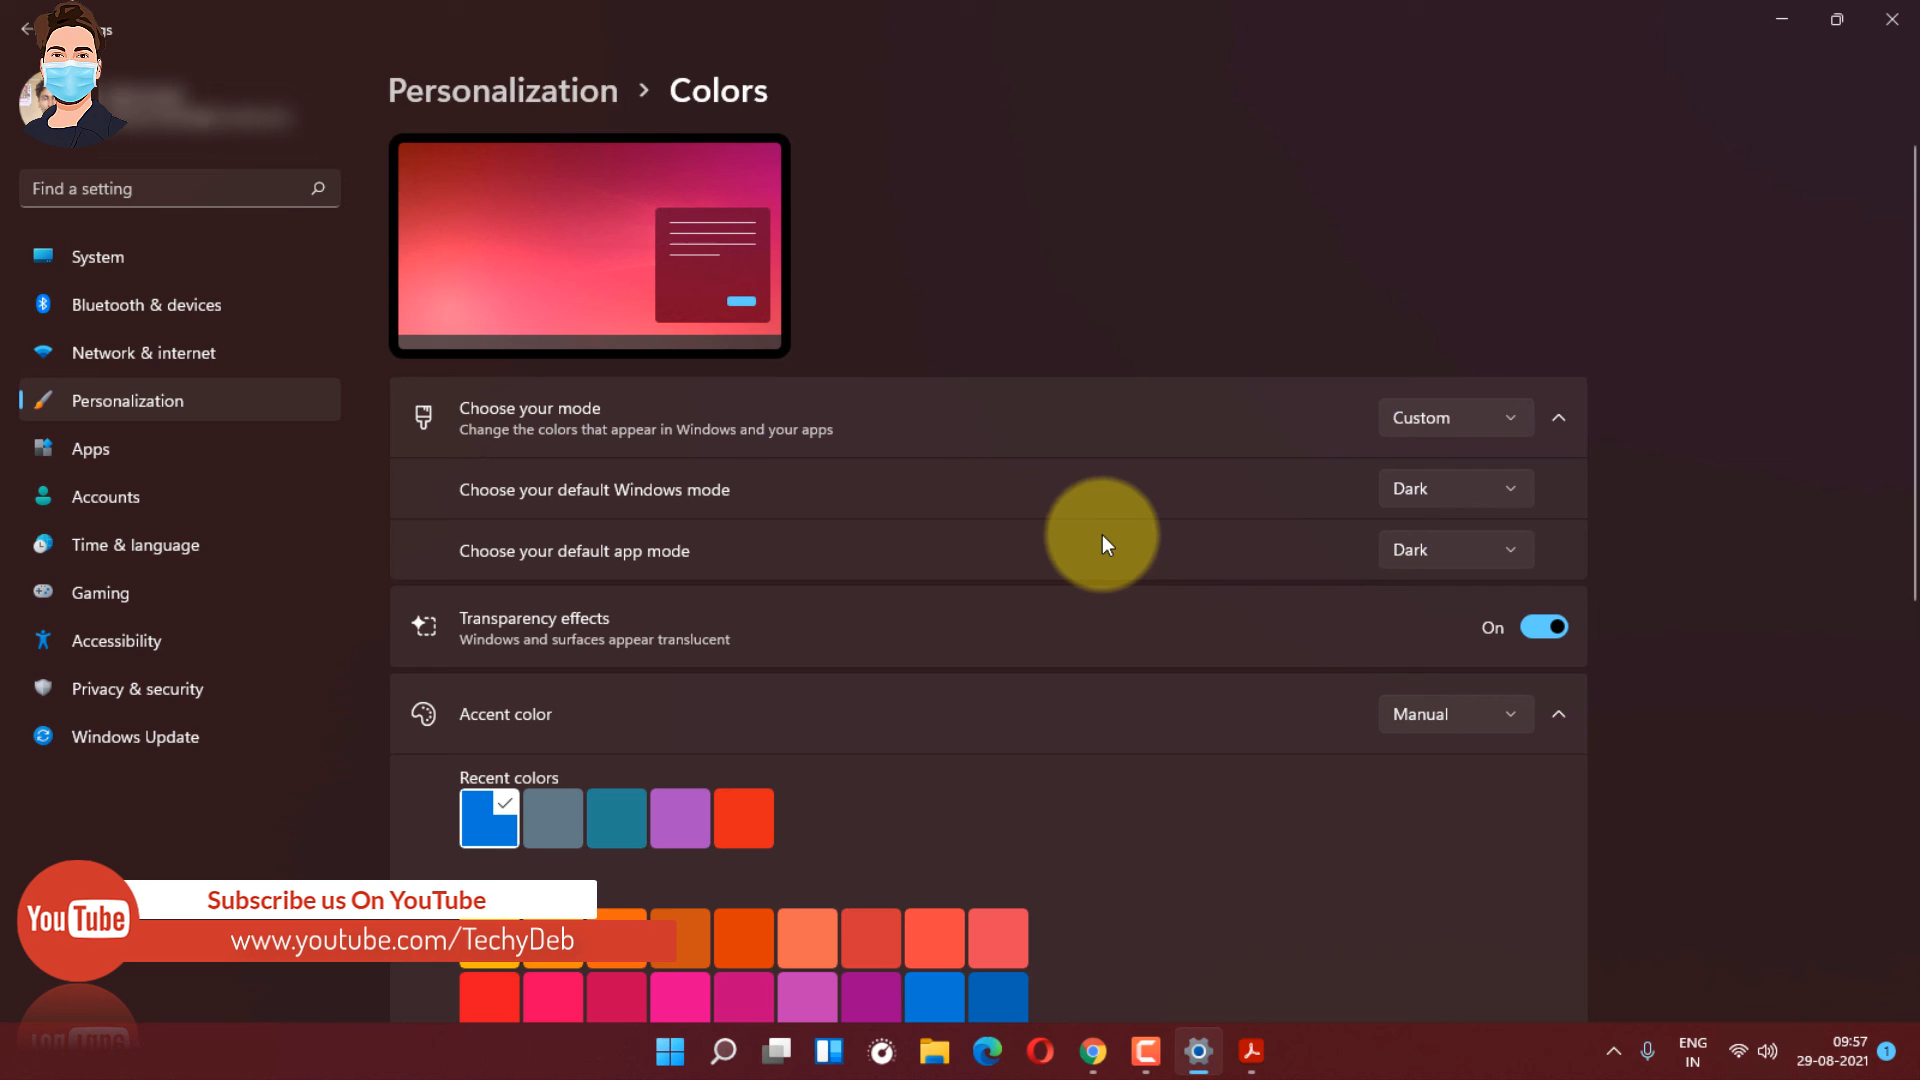 Personalization > Colors
Find a setting
System
Bluetooth & devices
Network & internet
Personalization
Apps
Accounts
Time & language
Gaming
Accessibility
Privacy & security
Windows Update
Choose your mode
Change the colors that appear in Windows and your apps
Custom
Choose your default Windows mode
Dark
Choose your default app mode
Dark
Transparency effects
Windows and surfaces appear translucent
On
Accent color
Manual
Recent colors
YouTube
Subscribe us On YouTube
www.youtube.com/TechyDeb
ENG
IN
09:57
29-08-2021
1